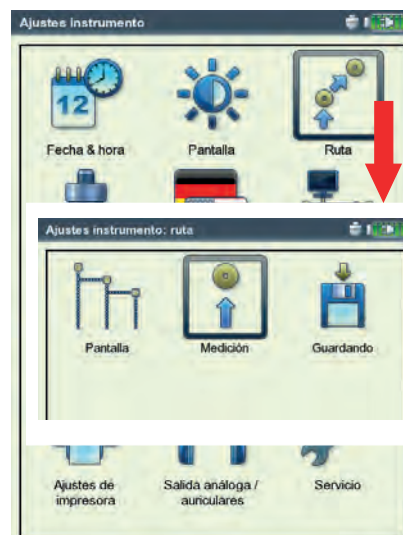 Ajustes instrumento
12
Fecha & hora
Pantalla
Ruta
Ajustes instrumento: ruta
Pantalla
Medición
Guardando
Ajustes de
impresora
Salida análoga /
auriculares
Servicio